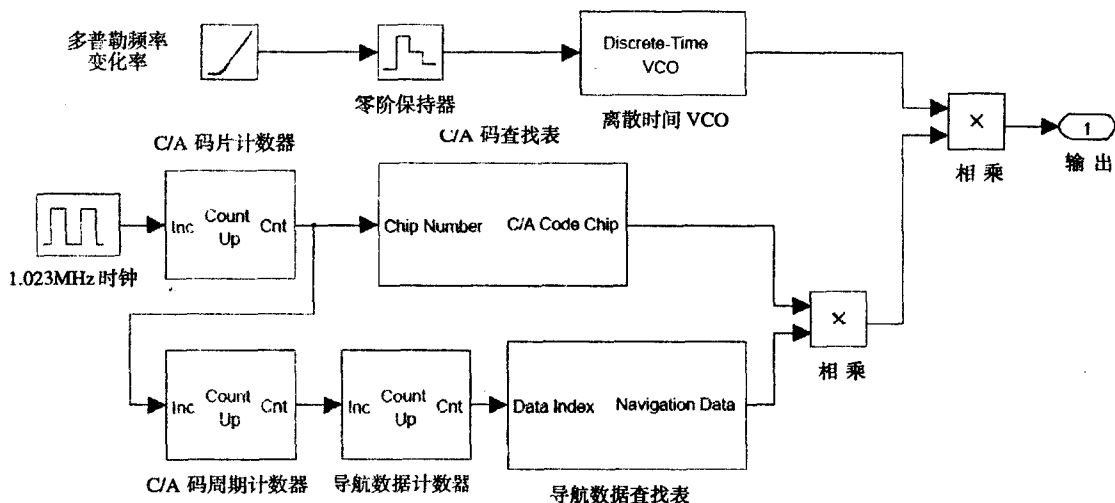 多普勒频率
变化率
Discrete-Time
VCO
零阶保持器
离散时间 VCO
C/A 码片计数器
C/A 码查找表
×
1
相乘
输出
Inc
Count
Up
Cnt
Chip Number
C/A Code Chip
1.023MHz 时钟
×
相乘
Inc
Count
Up
Cnt
Inc
Count
Up
Cnt
Data Index
Navigation Data
C/A 码周期计数器
导航数据计数器
导航数据查找表